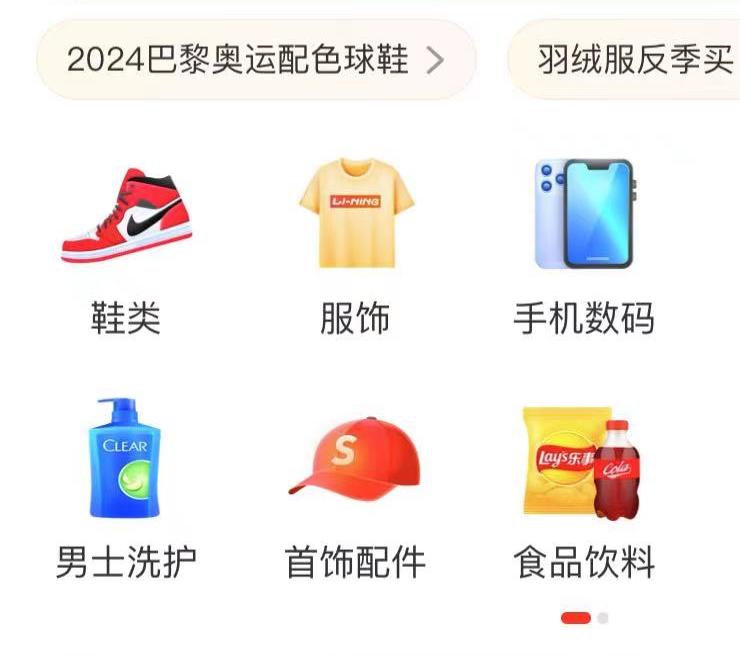 2024巴黎奥运配色球鞋
羽绒服反季买
LI-NING
鞋类
服饰
手机数码
CLEAR
S
Lay's乐事
Cola
男士洗护
首饰配件
食品饮料